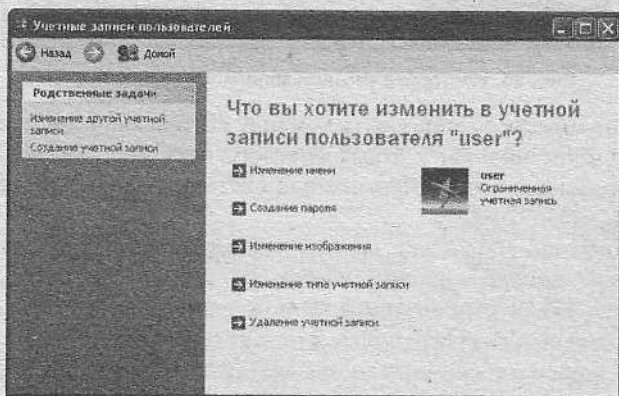 Учетные записи пользователей
Назад
Домой
Родственные задачи
Изменение другой учетной
записи
Создание учетной записи
Что вы хотите изменить в учетной
записи пользователя "user"?
Изменение имени
Создание пароля
Изменение изображения
Изменение типа учетной записи
Удаление учетной записи
user
Ограниченная
учетная запись